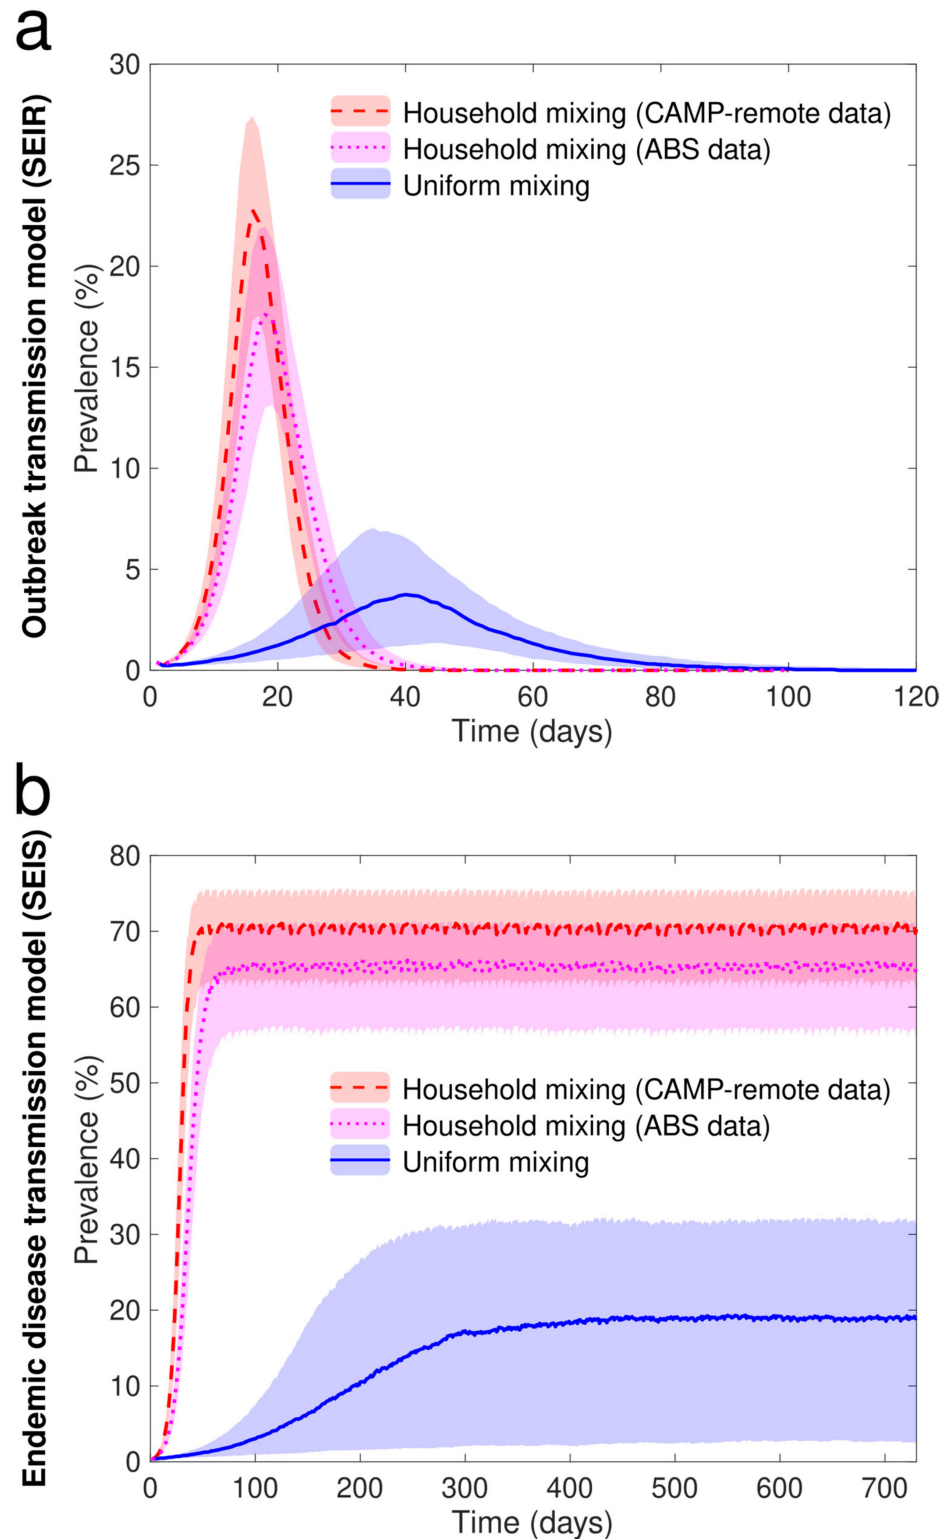 a
Outbreak transmission model (SEIR)
Prevalence (%)
30
25
20
15
10
5
0
Household mixing (CAMP-remote data)
Household mixing (ABS data)
Uniform mixing
0 20 40 60 80 100 120
Time (days)
b
Endemic disease transmission model (SEIS)
Prevalence (%)
80
70
60
50
40
30
20
10
0
Household mixing (CAMP-remote data)
Household mixing (ABS data)
Uniform mixing
0 100 200 300 400 500 600 700
Time (days)